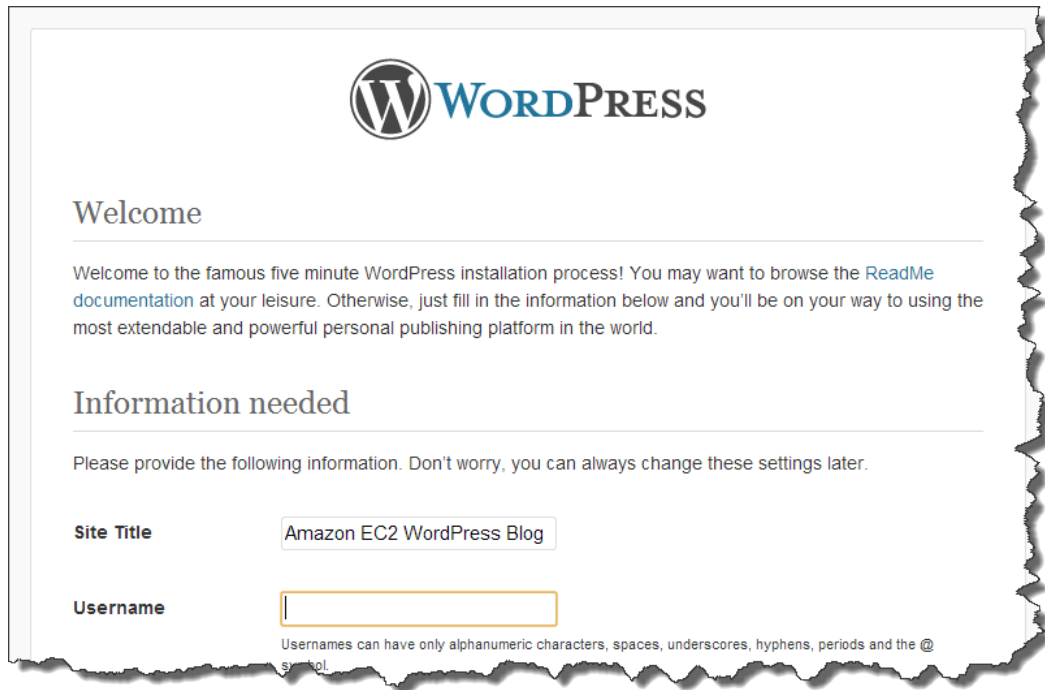 WORDPRESS
Welcome
Welcome to the famous five minute WordPress installation process! You may want to browse the ReadMe
documentation at your leisure. Otherwise, just fill in the information below and you'll be on your way to using the
most extendable and powerful personal publishing platform in the world.
Information needed
Please provide the following information. Don't worry, you can always change these settings later.
Site Title Amazon EC2 WordPress Blog
Username
Usernames can have only alphanumeric characters, spaces, underscores, hyphens, periods and the @
symbol.